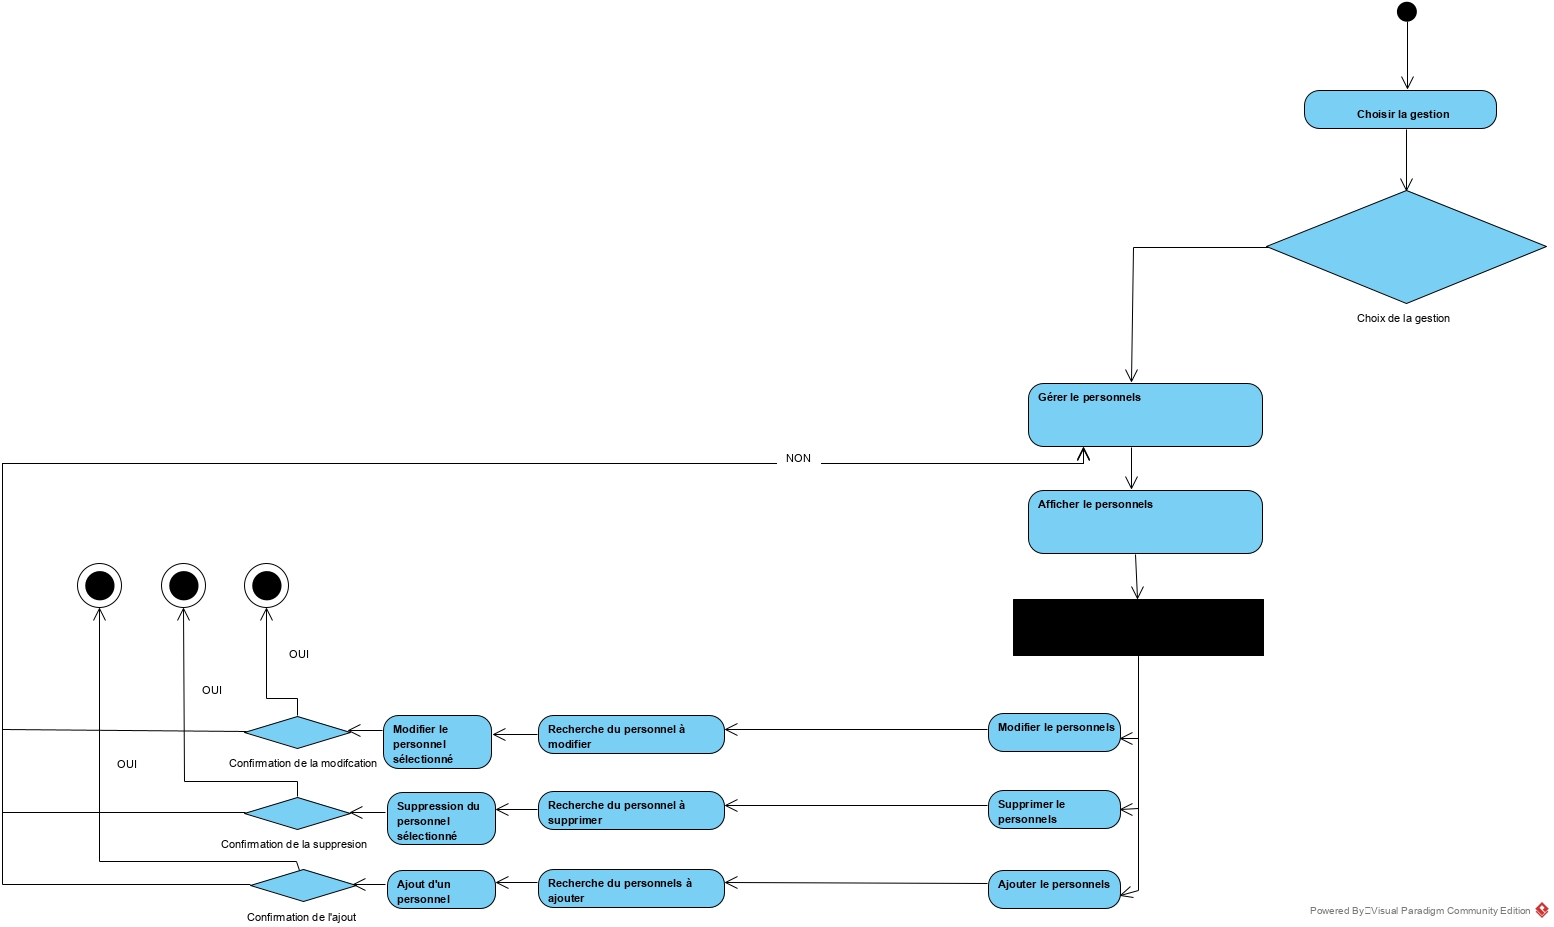 Choisir la gestion
Choix de la gestion
Gérer le personnels
NON
Afficher le personnels
OUI
OUI
OUI
Modifier le
personnel
sélectionné
Recherche du personnel à
modifier
Modifier le personnels
Confirmation de la modifcation
Suppression du
personnel
sélectionné
Recherche du personnel à
supprimer
Supprimer le
personnels
Confirmation de la suppresion
Ajout d'un
personnel
Recherche du personnels à
ajouter
Ajouter le personnels
Confirmation de l'ajout
Powered By Visual Paradigm Community Edition